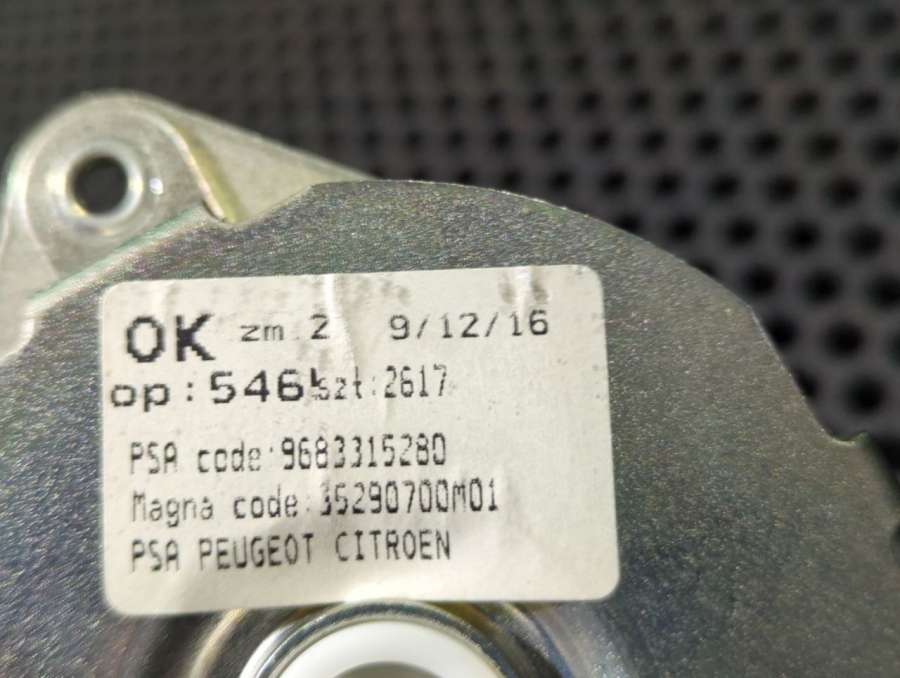 OK zm 2 9/12/16
op:546 szt:2617
PSA code:9683315280
Magna code:35290700M01
PSA PEUGEOT CITROEN